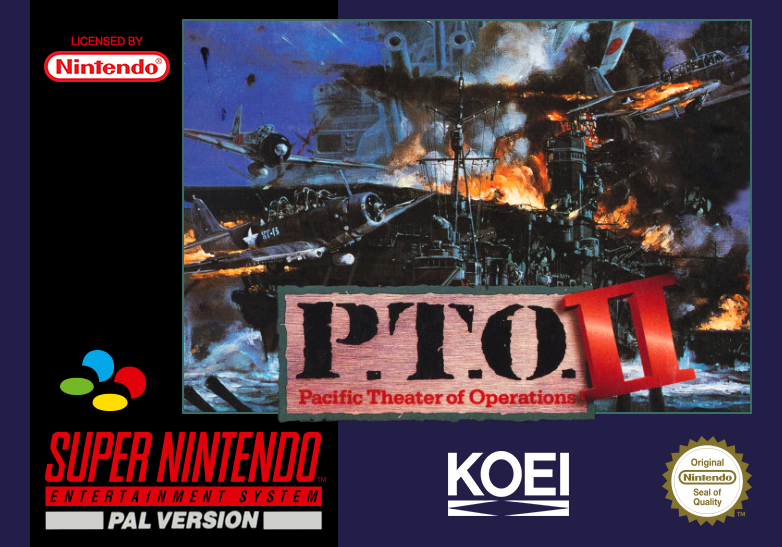 LICENSED BY
Nintendo®
P.T.O. II
Pacific Theater of Operations
SUPER NINTENDO™
ENTERTAINMENT SYSTEM
PAL VERSION
KOEI
Original
Nintendo
Seal of
Quality
TM